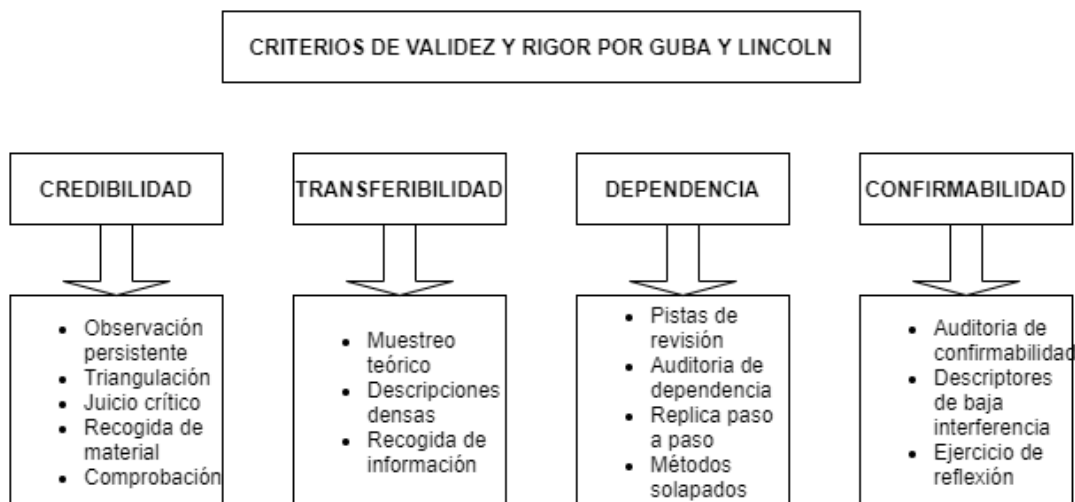 CRITERIOS DE VALIDEZ Y RIGOR POR GUBA Y LINCOLN
CREDIBILIDAD
• Observación
persistente
• Triangulación
• Juicio crítico
• Recogida de
material
• Comprobación
TRANSFERIBILIDAD
• Muestreo
teórico
• Descripciones
densas
• Recogida de
información
DEPENDENCIA
• Pistas de
revisión
• Auditoria de
dependencia
• Replica paso
a paso
• Métodos
solapados
CONFIRMABILIDAD
• Auditoria de
confirmabilidad
• Descriptores
de baja
interferencia
• Ejercicio de
reflexión